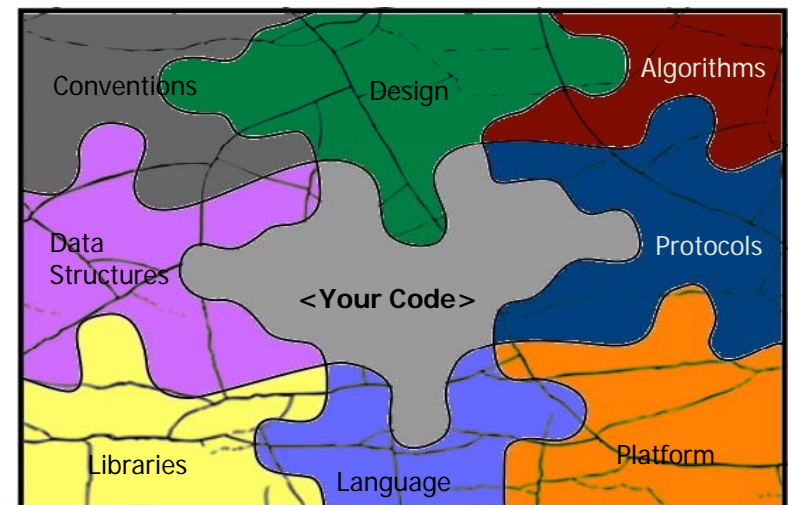 Conventions
Design
Algorithms
Data
Structures
Protocols
<Your Code>
Libraries
Language
Platform